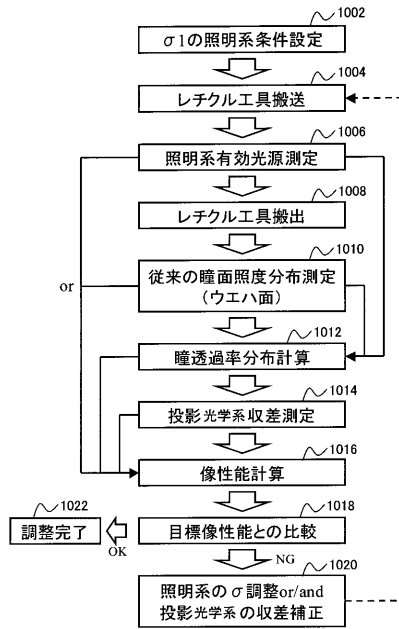 1002
σ1の照明系条件設定
1004
レチクル工具搬送
1006
照明系有効光源測定
1008
レチクル工具搬出
1010
従来の瞳面照度分布測定
(ウエハ面)
or
1012
瞳透過率分布計算
1014
投影光学系収差測定
1016
像性能計算
1022
調整完了
OK
1018
目標像性能との比較
NG
1020
照明系のσ調整or/and
投影光学系の収差補正